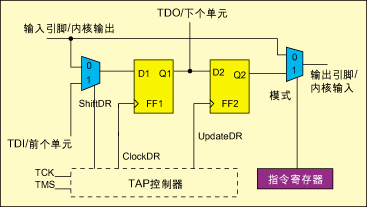 TDO/下个单元
输入引脚/内核输出
0
1
D1 Q1
FF1
D2 Q2
FF2
0
1
输出引脚/
内核输入
模式
ShiftDR
UpdateDR
TDI/前个单元
ClockDR
TCK
TMS
TAP控制器
指令寄存器